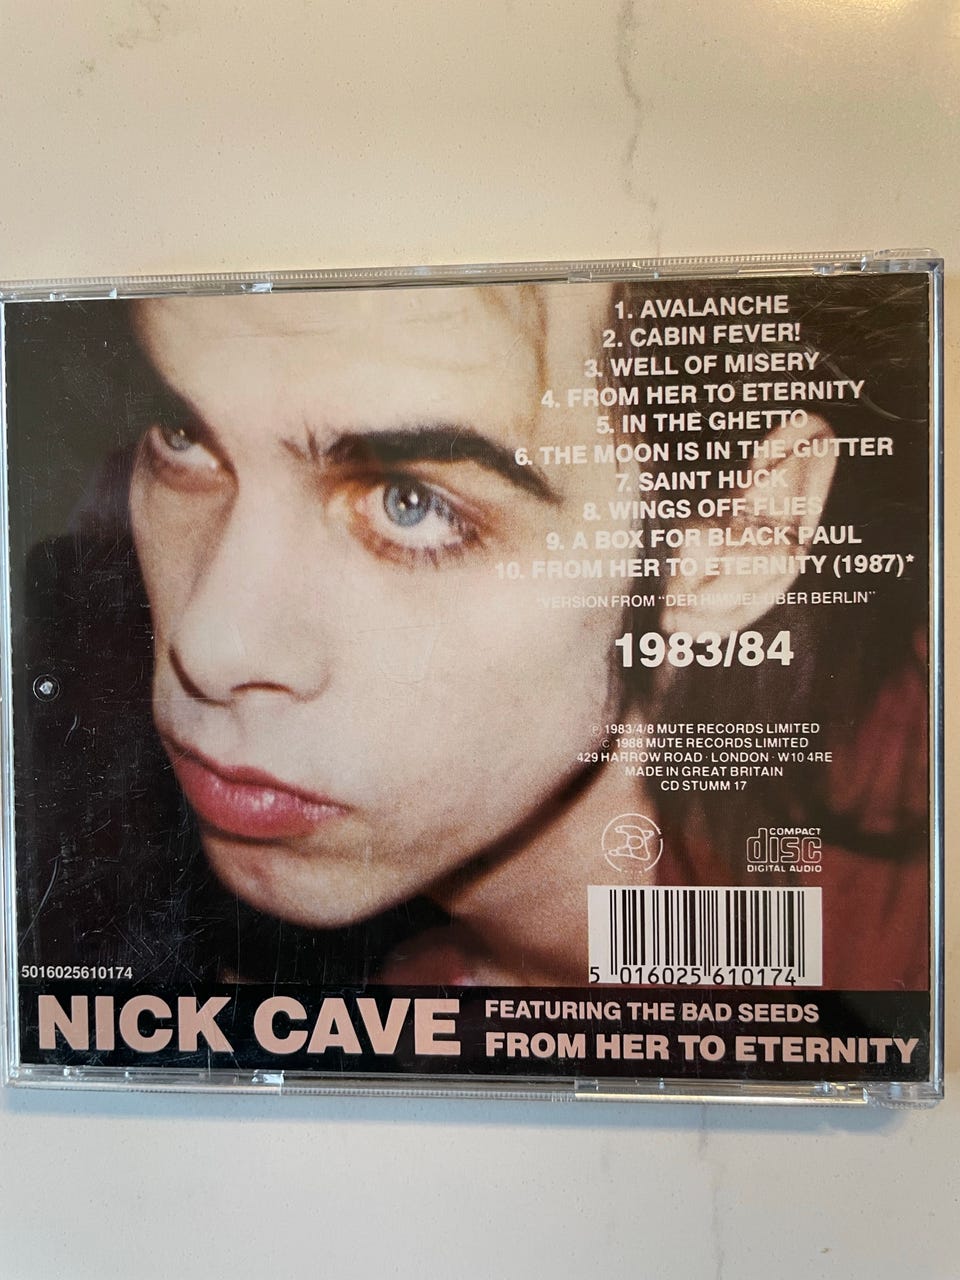 1. AVALANCHE
2. CABIN FEVER!
3. WELL OF MISERY
4. FROM HER TO ETERNITY
5. IN THE GHETTO
6. THE MOON IS IN THE GUTTER
7. SAINT HUCK
8. WINGS OFF FLIES
9. A BOX FOR BLACK PAUL
10. FROM HER TO ETERNITY (1987)*
*VERSION FROM "DER HIMMEL ÜBER BERLIN"
1983/84
℗ 1983/4/8 MUTE RECORDS LIMITED
© 1988 MUTE RECORDS LIMITED
429 HARROW ROAD · LONDON · W10 4RE
MADE IN GREAT BRITAIN
CD STUMM 17
COMPACT
disc
DIGITAL AUDIO
5 016025 610174
5016025610174
NICK CAVE
FEATURING THE BAD SEEDS
FROM HER TO ETERNITY